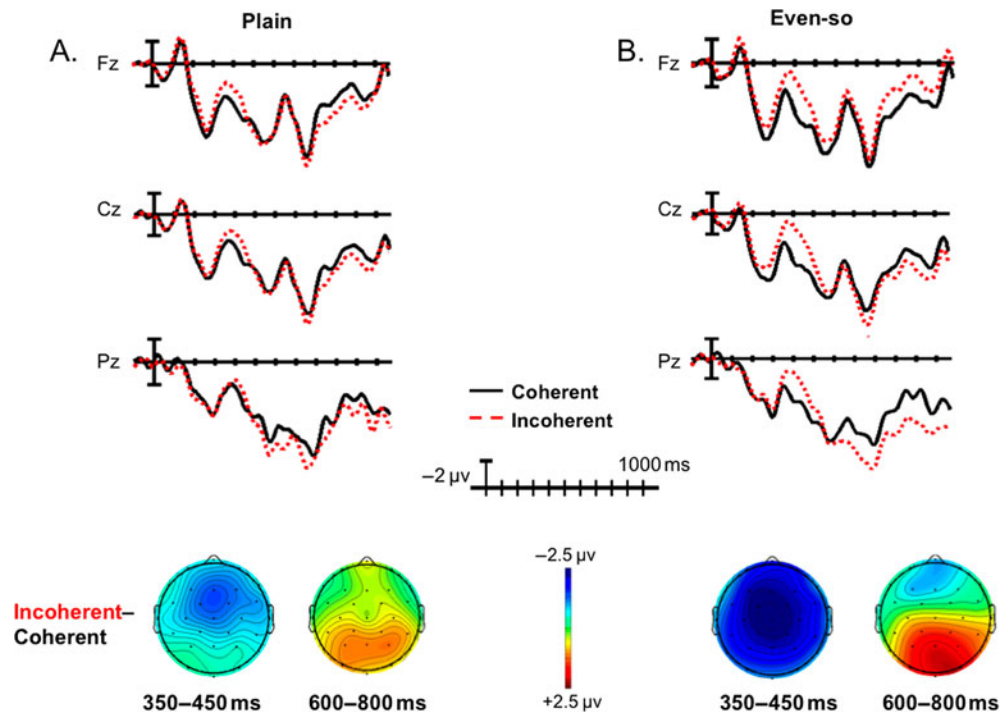 Plain
Even-so
A.
Fz
B.
Fz
Cz
Cz
Pz
Pz
Coherent
Incoherent
1000 ms
–2 µv
–2.5 µv
Incoherent–
Coherent
+2.5 µv
350–450 ms
600–800 ms
350–450 ms
600–800 ms